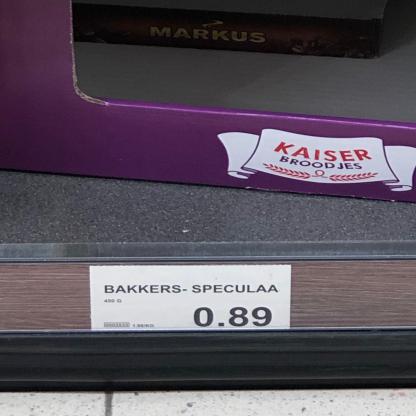 MARKUS
KAISER
BROODJES
BAKKERS- SPECULAA
450 G
0.89